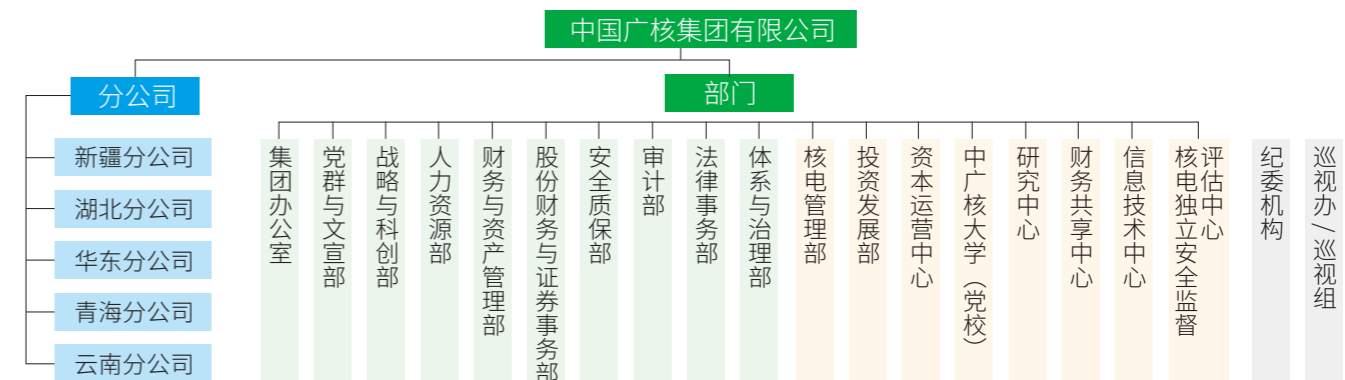 中国广核集团有限公司
分公司
部门
新疆分公司
湖北分公司
华东分公司
青海分公司
云南分公司
集团办公室
党群与文宣部
战略与科创部
人力资源部
财务与资产管理部
股份财务与证券事务部
安全质保部
审计部
法律事务部
体系与治理部
核电管理部
投资发展部
资本运营中心
中广核大学（党校）
研究中心
财务共享中心
信息技术中心
核电独立安全监督
评估中心
纪委机构
巡视办/巡视组